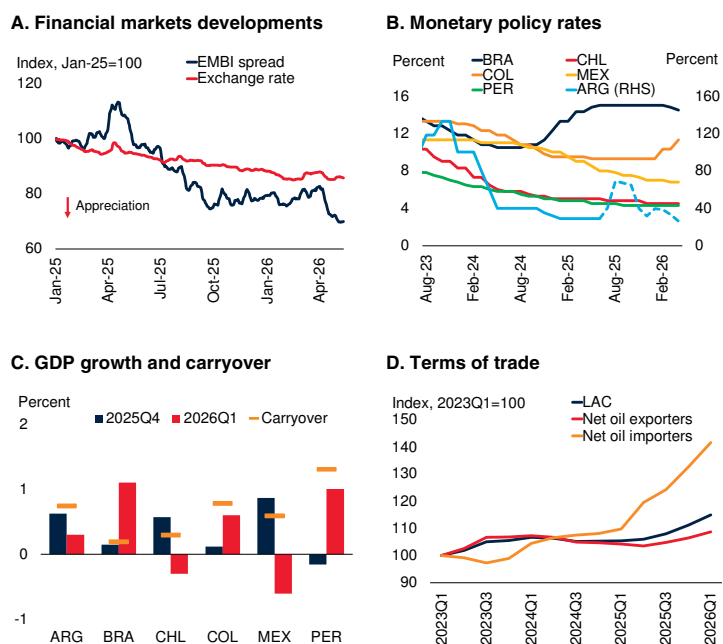 A. Financial markets developments
Index, Jan-25=100
EMBI spread
Exchange rate
120
100
80
60
Appreciation
Jan-25
Apr-25
Jul-25
Oct-25
Jan-26
Apr-26
B. Monetary policy rates
Percent
Percent
BRA
CHL
COL
MEX
PER
ARG (RHS)
16
12
8
4
0
160
120
80
40
0
Aug-23
Feb-24
Aug-24
Feb-25
Aug-25
Feb-26
C. GDP growth and carryover
Percent
2025Q4
2026Q1
Carryover
2
1
0
-1
ARG
BRA
CHL
COL
MEX
PER
D. Terms of trade
Index, 2023Q1=100
LAC
Net oil exporters
Net oil importers
150
140
130
120
110
100
90
2023Q1
2023Q3
2024Q1
2024Q3
2025Q1
2025Q3
2026Q1